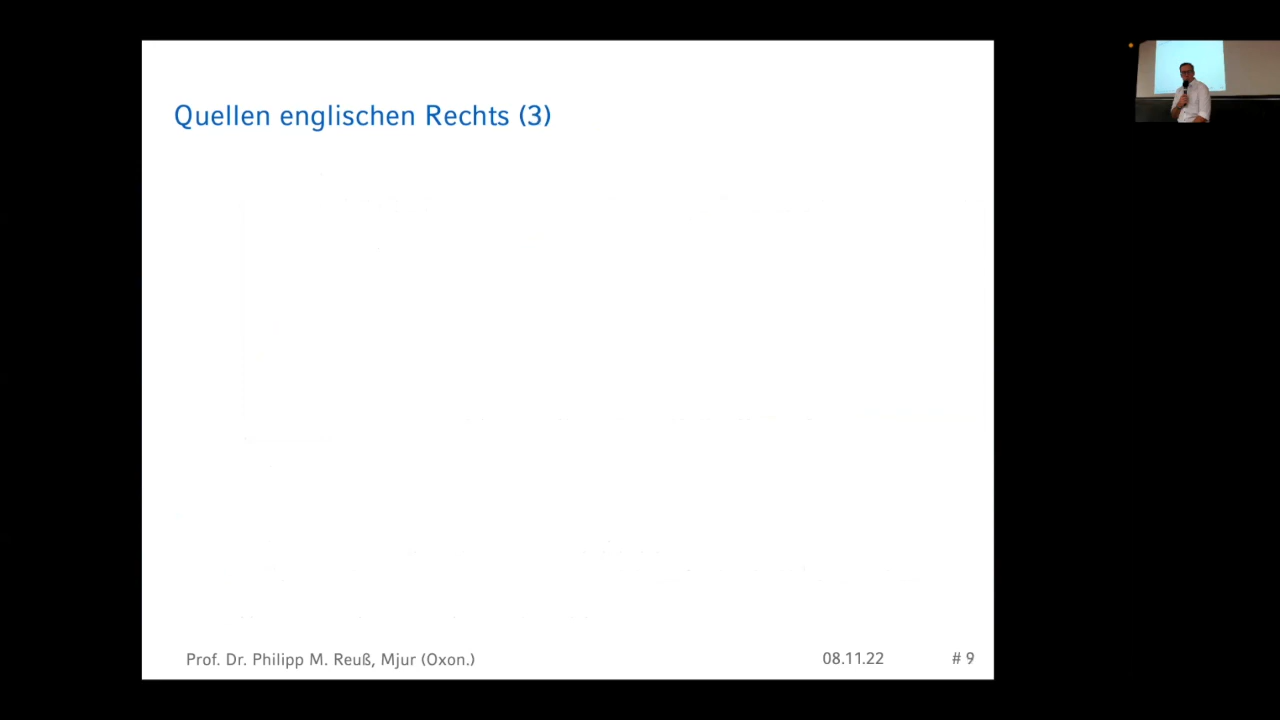 Quellen englischen Rechts (3)
Prof. Dr. Philipp M. Reuß, Mjur (Oxon.)
08.11.22
# 9